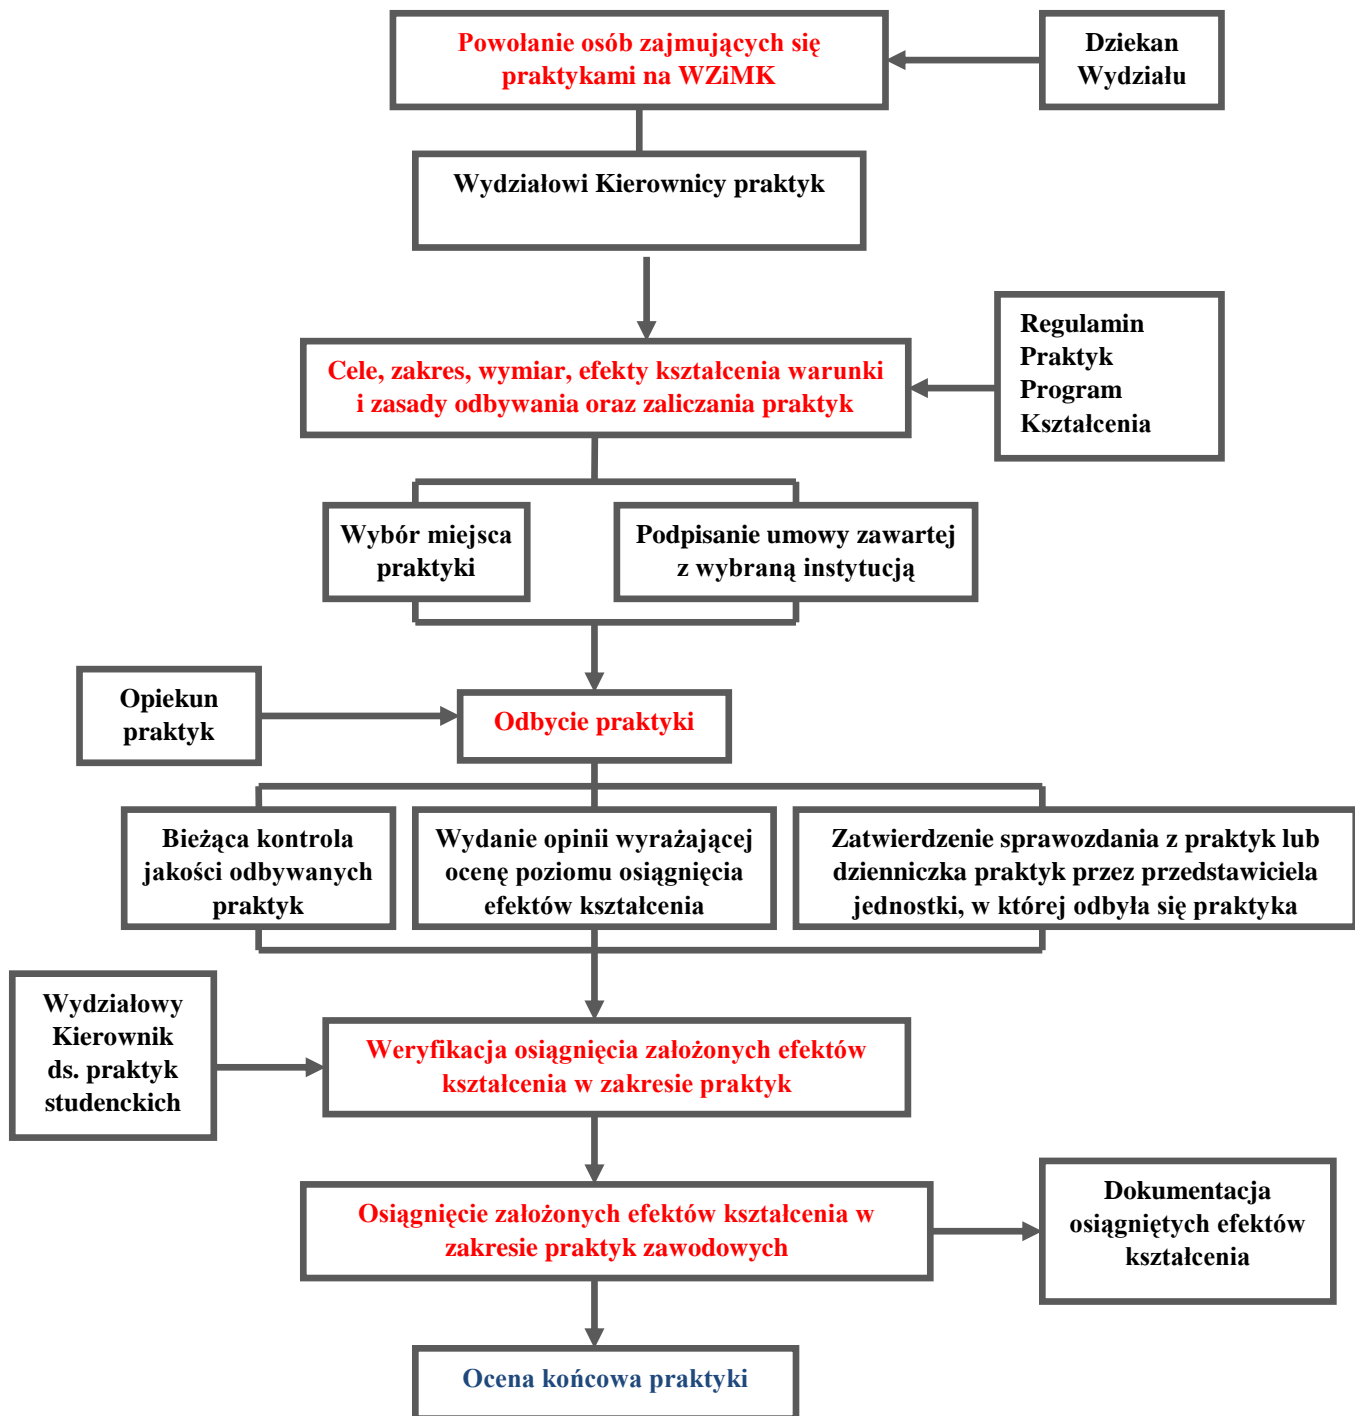 Powołanie osób zajmujących się
praktykami na WZiMK
Dziekan
Wydziału
Wydziałowi Kierownicy praktyk
Regulamin
Praktyk
Program
Kształcenia
Cele, zakres, wymiar, efekty kształcenia warunki
i zasady odbywania oraz zaliczania praktyk
Wybór miejsca
praktyki
Podpisanie umowy zawartej
z wybraną instytucją
Opiekun
praktyk
Odbycie praktyki
Bieżąca kontrola
jakości odbywanych
praktyk
Wydanie opinii wyrażającej
ocenę poziomu osiągnięcia
efektów kształcenia
Zatwierdzenie sprawozdania z praktyk lub
dzienniczka praktyk przez przedstawiciela
jednostki, w której odbyła się praktyka
Wydziałowy
Kierownik
ds. praktyk
studenckich
Weryfikacja osiągnięcia założonych efektów
kształcenia w zakresie praktyk
Osiągnięcie założonych efektów kształcenia w
zakresie praktyk zawodowych
Dokumentacja
osiągniętych efektów
kształcenia
Ocena końcowa praktyki